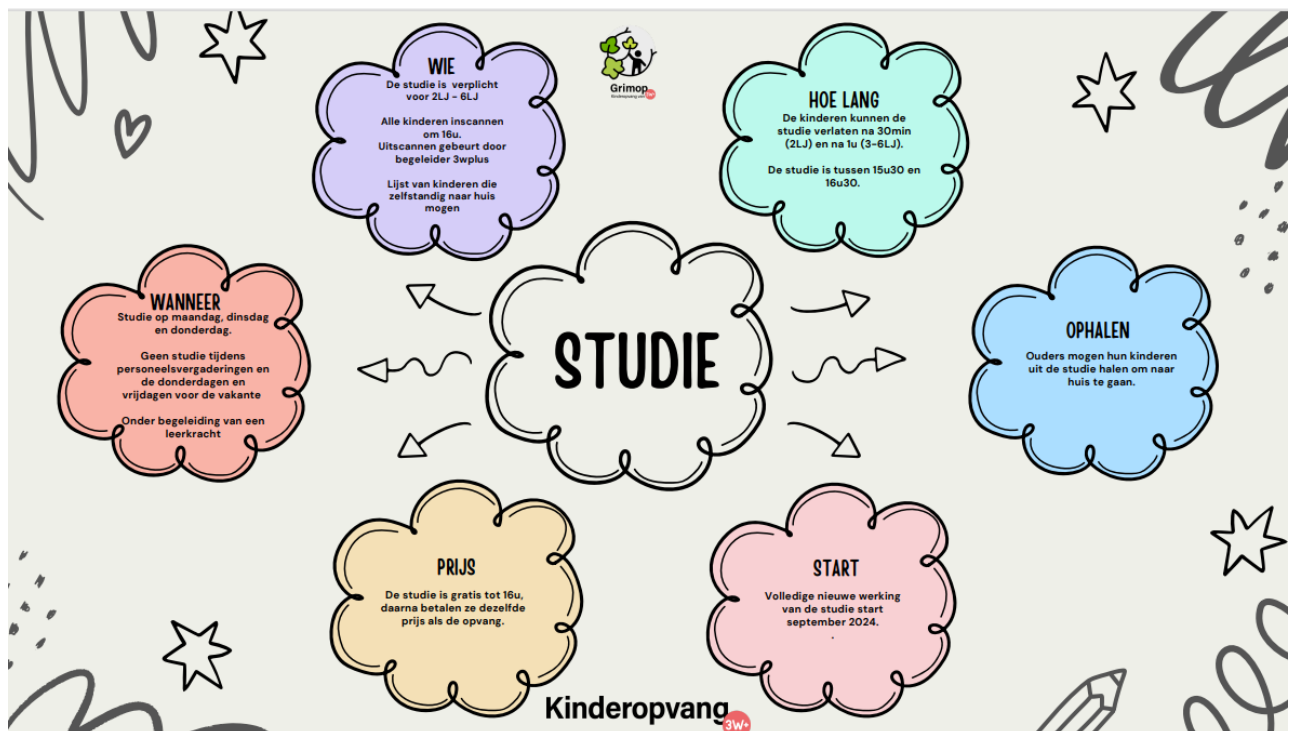 WIE
De studie is verplicht
voor 2LJ - 6LJ
Alle kinderen inscannen
om 16u.
Uitscannen gebeurt door
begeleider 3wplus
Lijst van kinderen die
zelfstandig naar huis
mogen
Grimop
Kinderopvang van 3w+
HOE LANG
De kinderen kunnen de
studie verlaten na 30min
(2LJ) en na 1u (3-6LJ).
De studie is tussen 15u30 en
16u30.
WANNEER
Studie op maandag, dinsdag
en donderdag.
Geen studie tijdens
personeelsvergaderingen en
de donderdagen en
vrijdagen voor de vakante
Onder begeleiding van een
leerkracht
STUDIE
OPHALEN
Ouders mogen hun kinderen
uit de studie halen om naar
huis te gaan.
PRIJS
De studie is gratis tot 16u,
daarna betalen ze dezelfde
prijs als de opvang.
START
Volledige nieuwe werking
van de studie start
september 2024.
.
Kinderopvang
3W+